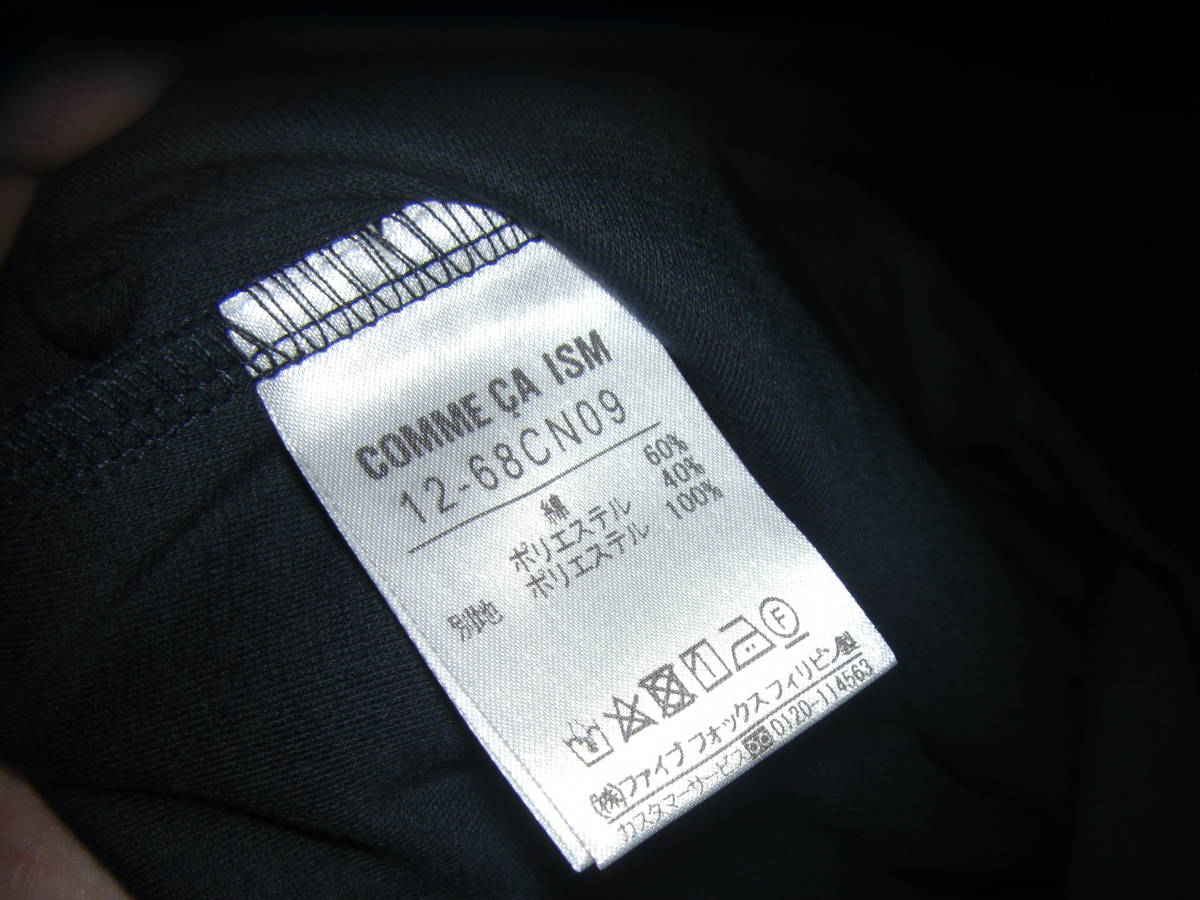 COMME ÇA ISM
12-68CN09
綿 60%
ポリエステル 40%
別地 ポリエステル 100%
F
㈱ファイブフォックスフィリピン製
カスタマーサービス 0120-114563